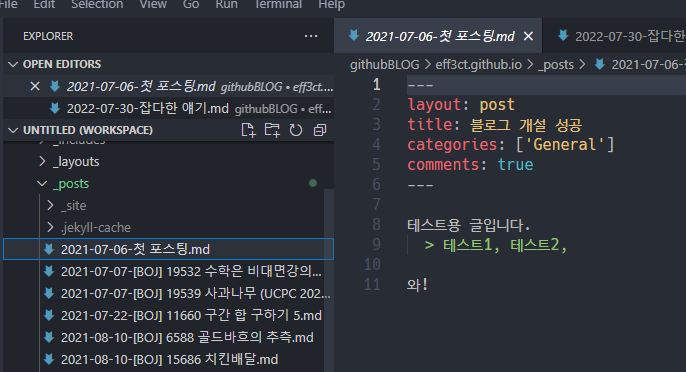 File Edit Selection View Go Run Terminal Help
EXPLORER
OPEN EDITORS
2021-07-06-첫 포스팅.md githubBLOG • eff3ct....
2022-07-30-잡다한 얘기.md githubBLOG • eff...
UNTITLED (WORKSPACE)
_includes
_layouts
_posts
_site
.jekyll-cache
2021-07-06-첫 포스팅.md
2021-07-07-[BOJ] 19532 수학은 비대면강의...
2021-07-07-[BOJ] 19539 사과나무 (UCPC 202...
2021-07-22-[BOJ] 11660 구간 합 구하기 5.md
2021-08-10-[BOJ] 6588 골드바흐의 추측.md
2021-08-10-[BOJ] 15686 치킨배달.md
2021-07-06-첫 포스팅.md
2022-07-30-잡다한
githubBLOG > eff3ct.github.io > _posts > 2021-07-06-
1 ---
2 layout: post
3 title: 블로그 개설 성공
4 categories: ['General']
5 comments: true
6 ---
7
8 테스트용 글입니다.
9 > 테스트1, 테스트2,
10
11 와!